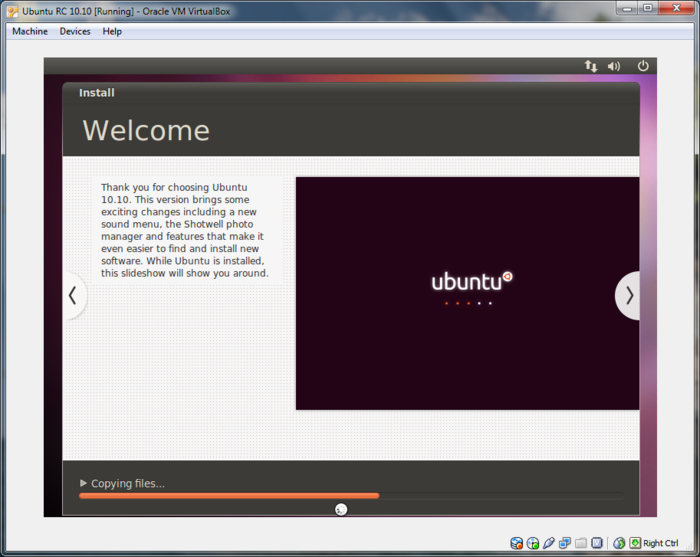 Ubuntu RC 10.10 [Running] - Oracle VM VirtualBox
Machine Devices Help
Install
Welcome
Thank you for choosing Ubuntu
10.10. This version brings some
exciting changes including a new
sound menu, the Shotwell photo
manager and features that make it
even easier to find and install new
software. While Ubuntu is installed,
this slideshow will show you around.
ubuntu
Copying files...
Right Ctrl